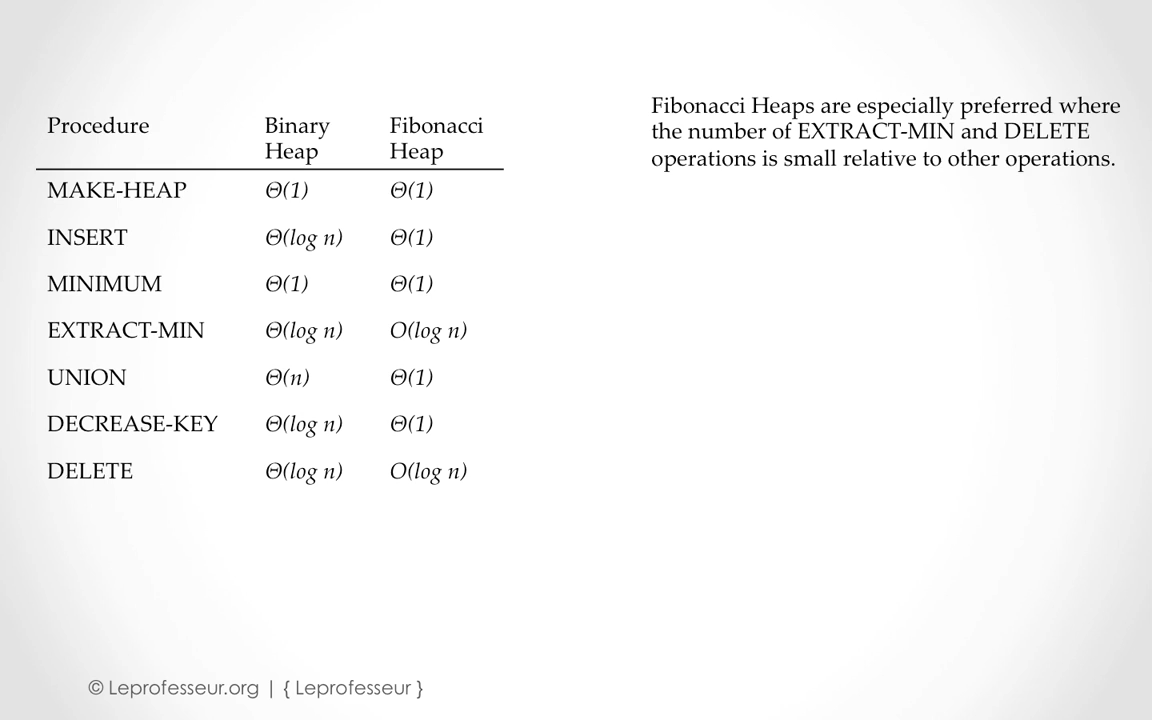 Procedure Binary Heap Fibonacci Heap
MAKE-HEAP Θ(1) Θ(1)
INSERT Θ(log n) Θ(1)
MINIMUM Θ(1) Θ(1)
EXTRACT-MIN Θ(log n) O(log n)
UNION Θ(n) Θ(1)
DECREASE-KEY Θ(log n) Θ(1)
DELETE Θ(log n) O(log n)
Fibonacci Heaps are especially preferred where
the number of EXTRACT-MIN and DELETE
operations is small relative to other operations.
© Leprofesseur.org | { Leprofesseur }